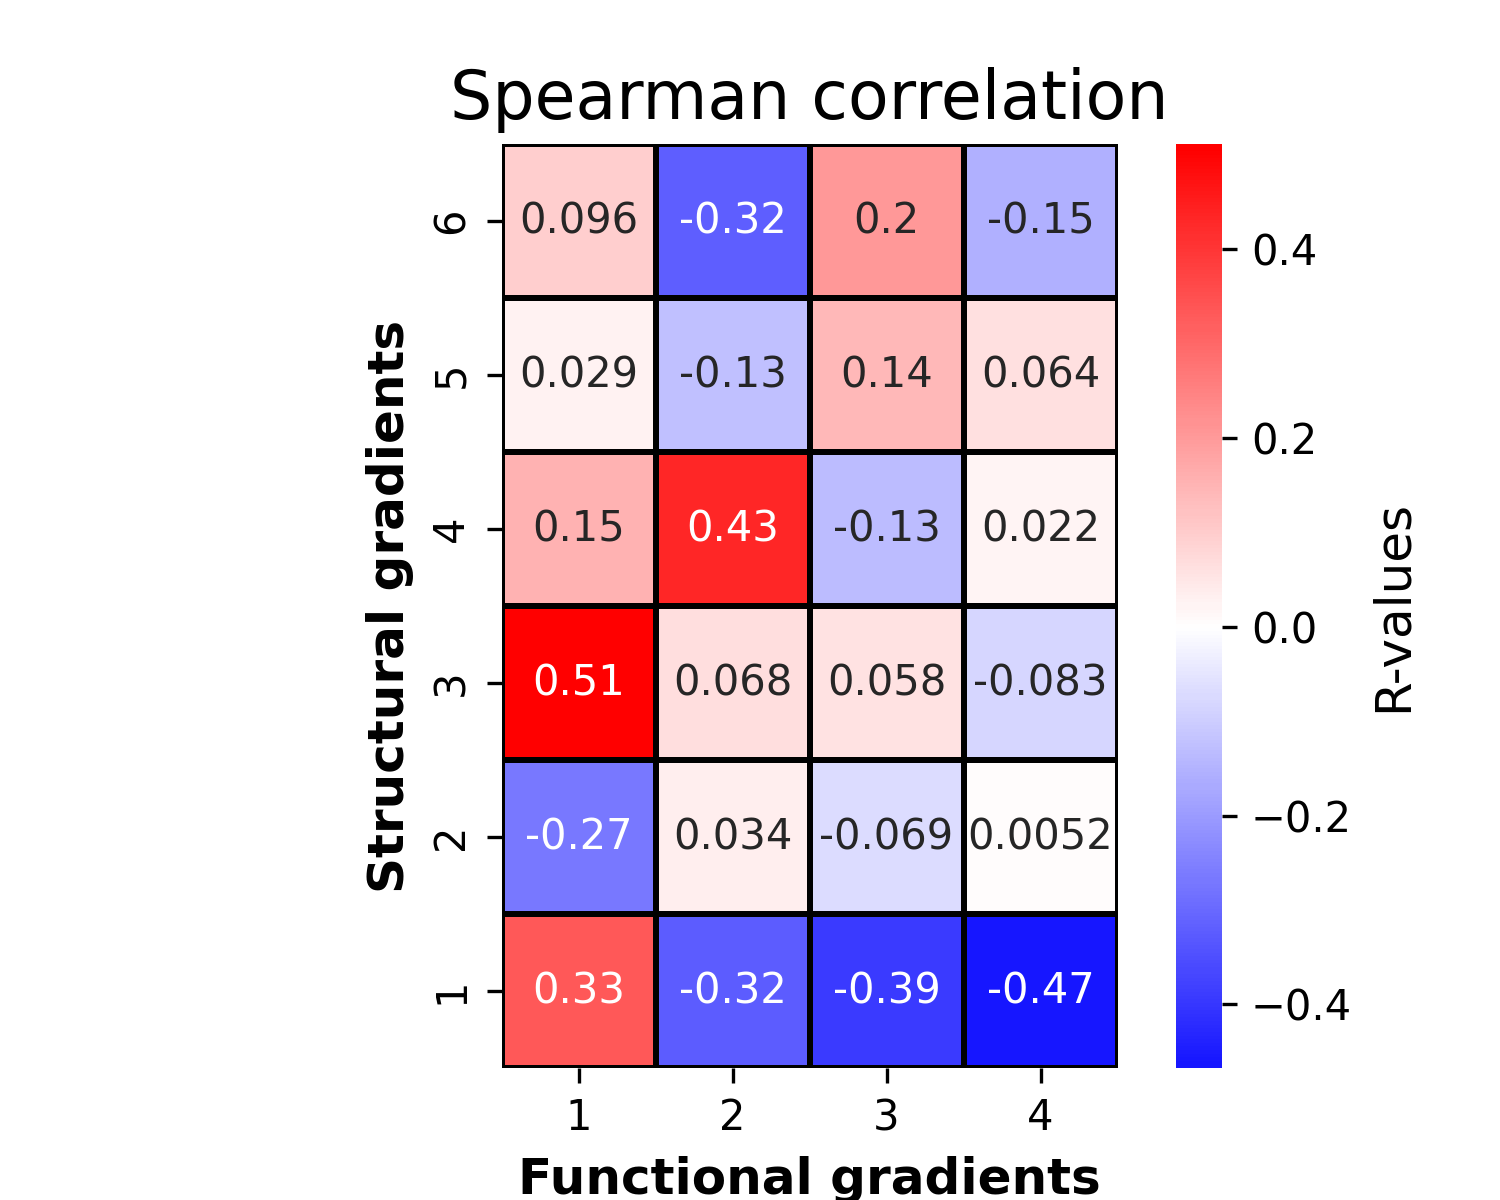 Spearman correlation
6 0.096 -0.32 0.2 -0.15
5 0.029 -0.13 0.14 0.064
4 0.15 0.43 -0.13 0.022
3 0.51 0.068 0.058 -0.083
2 -0.27 0.034 -0.069 0.0052
1 0.33 -0.32 -0.39 -0.47
1 2 3 4
Functional gradients
Structural gradients
0.4
0.2
0.0
−0.2
−0.4
R-values